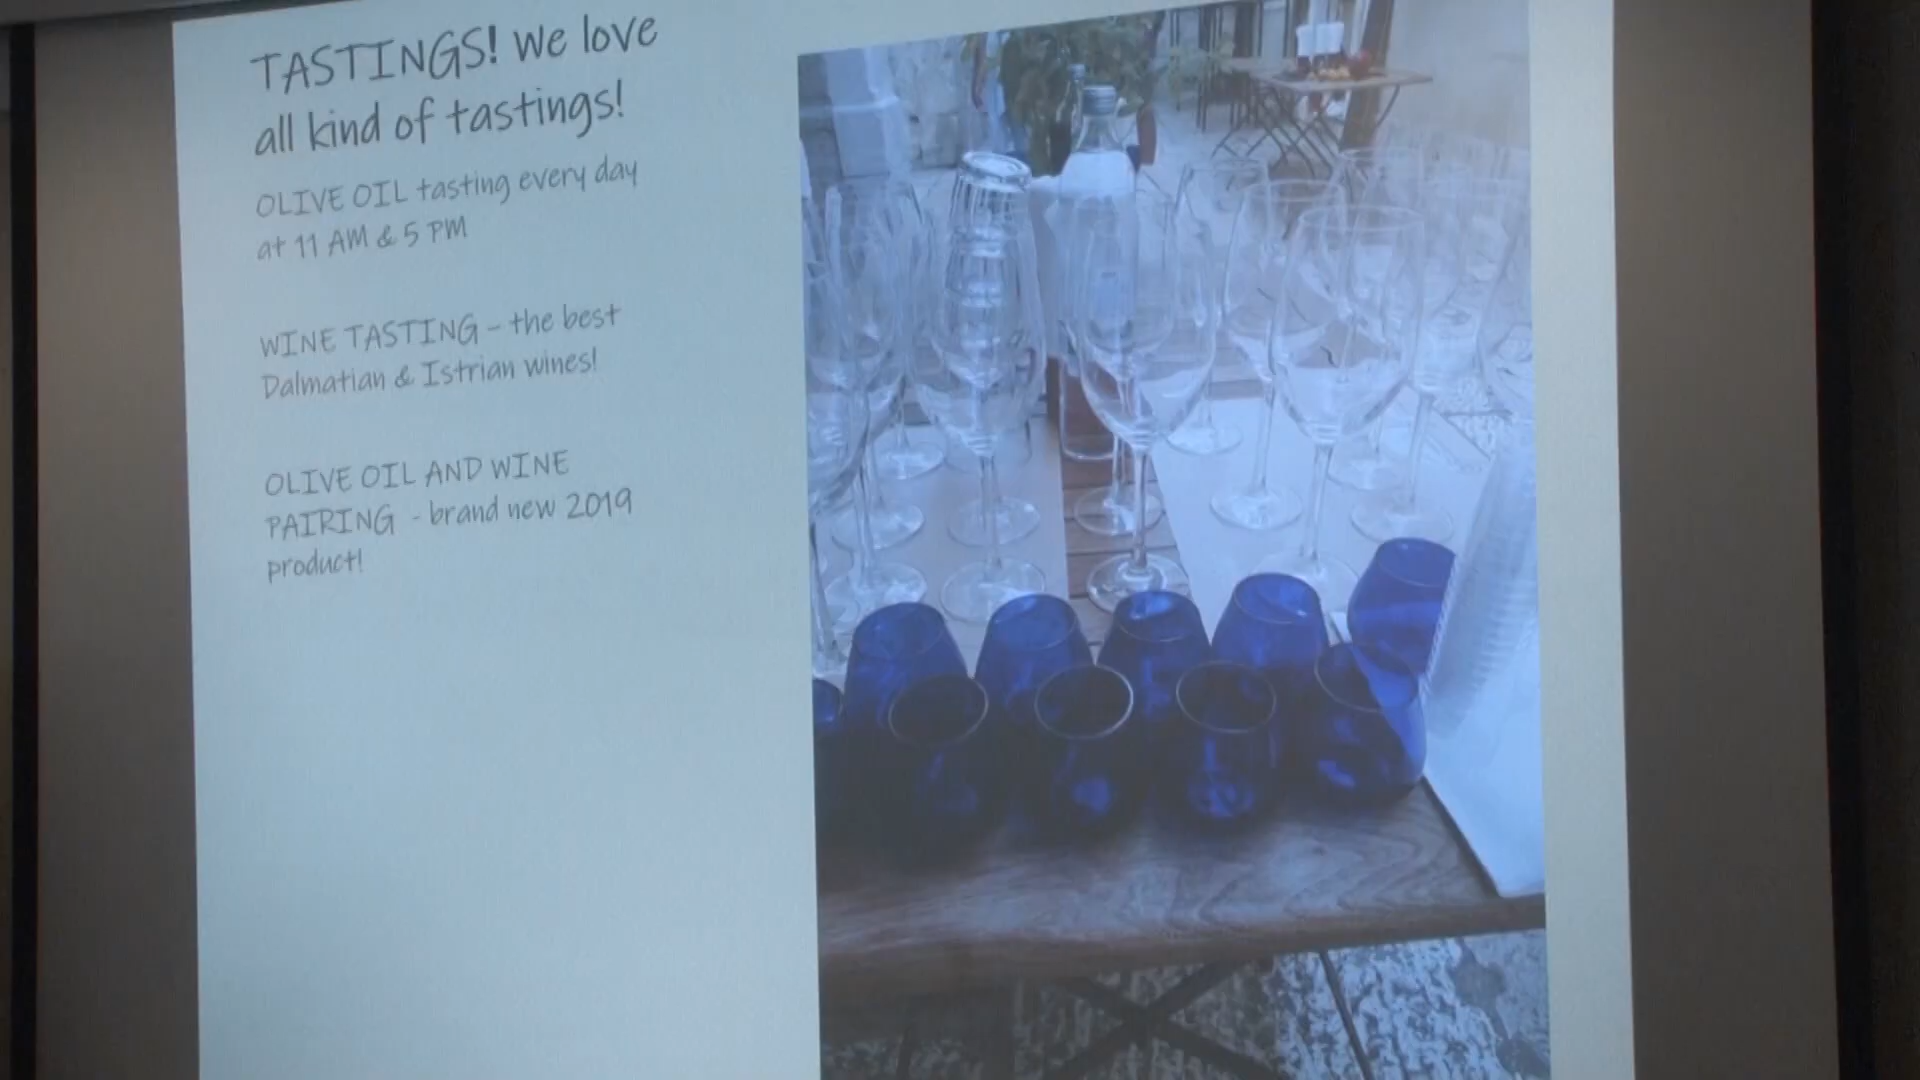 TASTINGS! We love
all kind of tastings!
OLIVE OIL tasting every day
at 11 AM & 5 PM
WINE TASTING – the best
Dalmatian & Istrian wines!
OLIVE OIL AND WINE
PAIRING - brand new 2019
product!